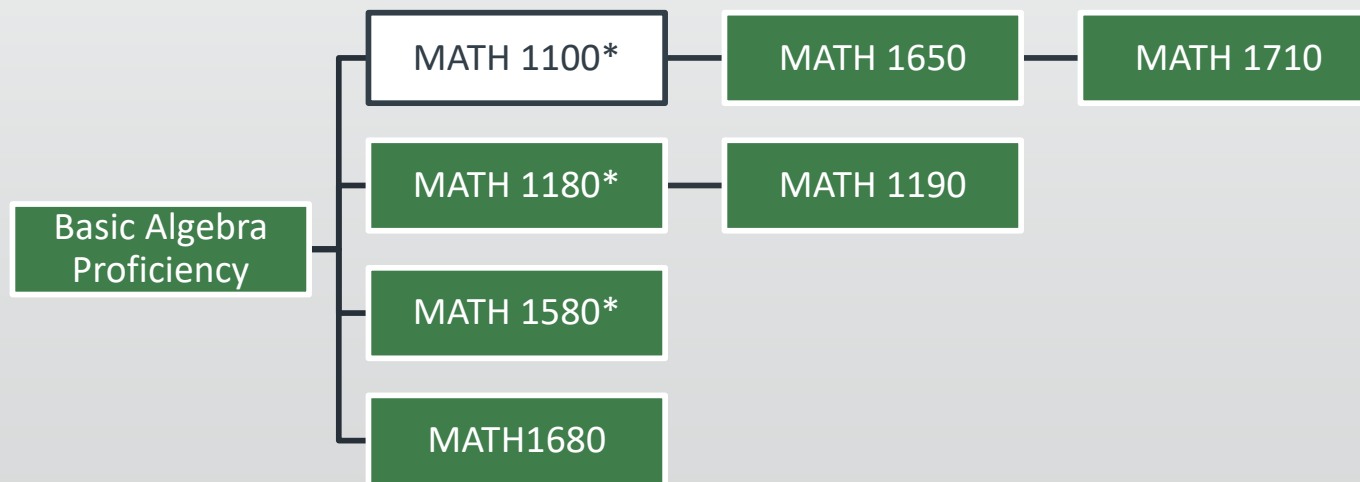 MATH 1100*
MATH 1650
MATH 1710
MATH 1180*
MATH 1190
Basic Algebra
Proficiency
MATH 1580*
MATH1680